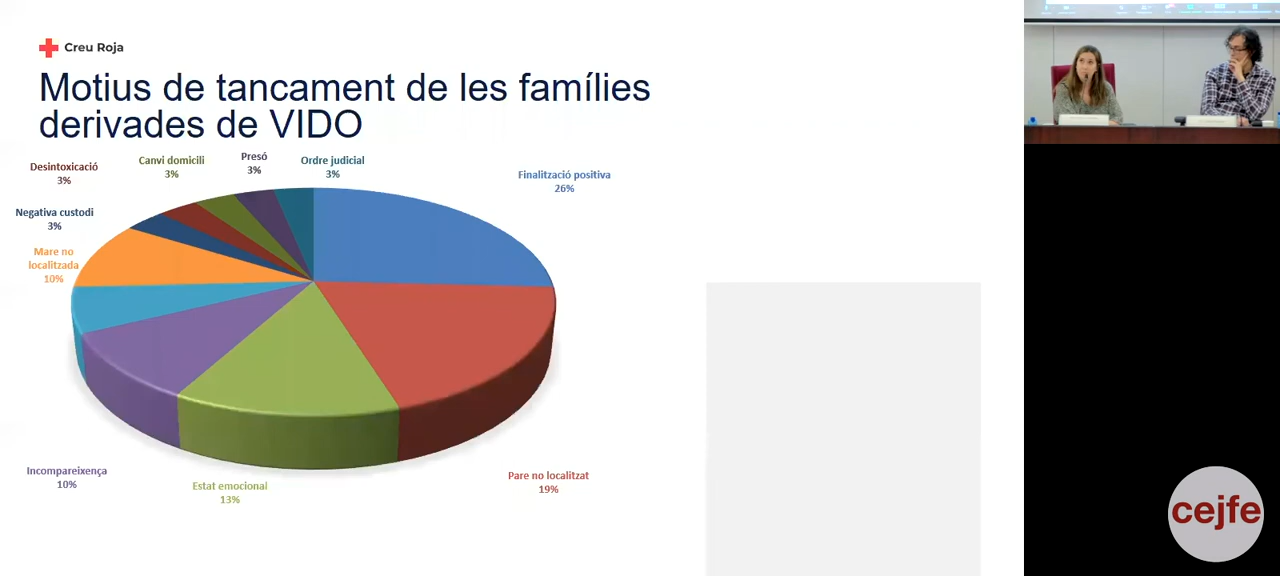 Creu Roja
Motius de tancament de les famílies
derivades de VIDO
Desintoxicació
3%
Canvi domicili
3%
Presó
3%
Ordre judicial
3%
Finalització positiva
26%
Negativa custodi
3%
Mare no
localitzada
10%
Incompareixença
10%
Estat emocional
13%
Pare no localitzat
19%
cejfe